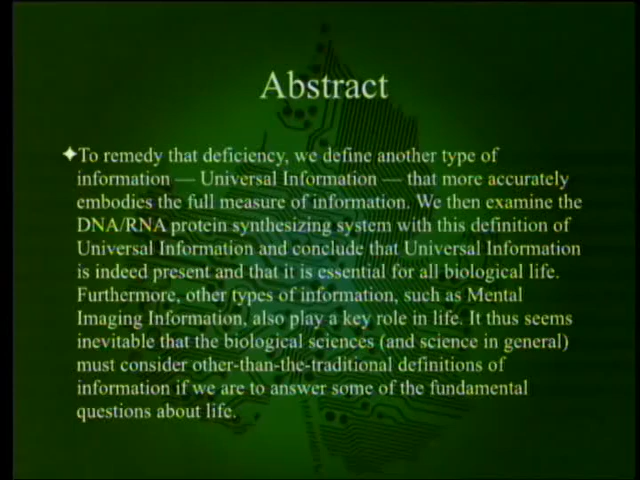 Abstract
To remedy that deficiency, we define another type of
information — Universal Information — that more accurately
embodies the full measure of information. We then examine the
DNA/RNA protein synthesizing system with this definition of
Universal Information and conclude that Universal Information
is indeed present and that it is essential for all biological life.
Furthermore, other types of information, such as Mental
Imaging Information, also play a key role in life. It thus seems
inevitable that the biological sciences (and science in general)
must consider other-than-the-traditional definitions of
information if we are to answer some of the fundamental
questions about life.